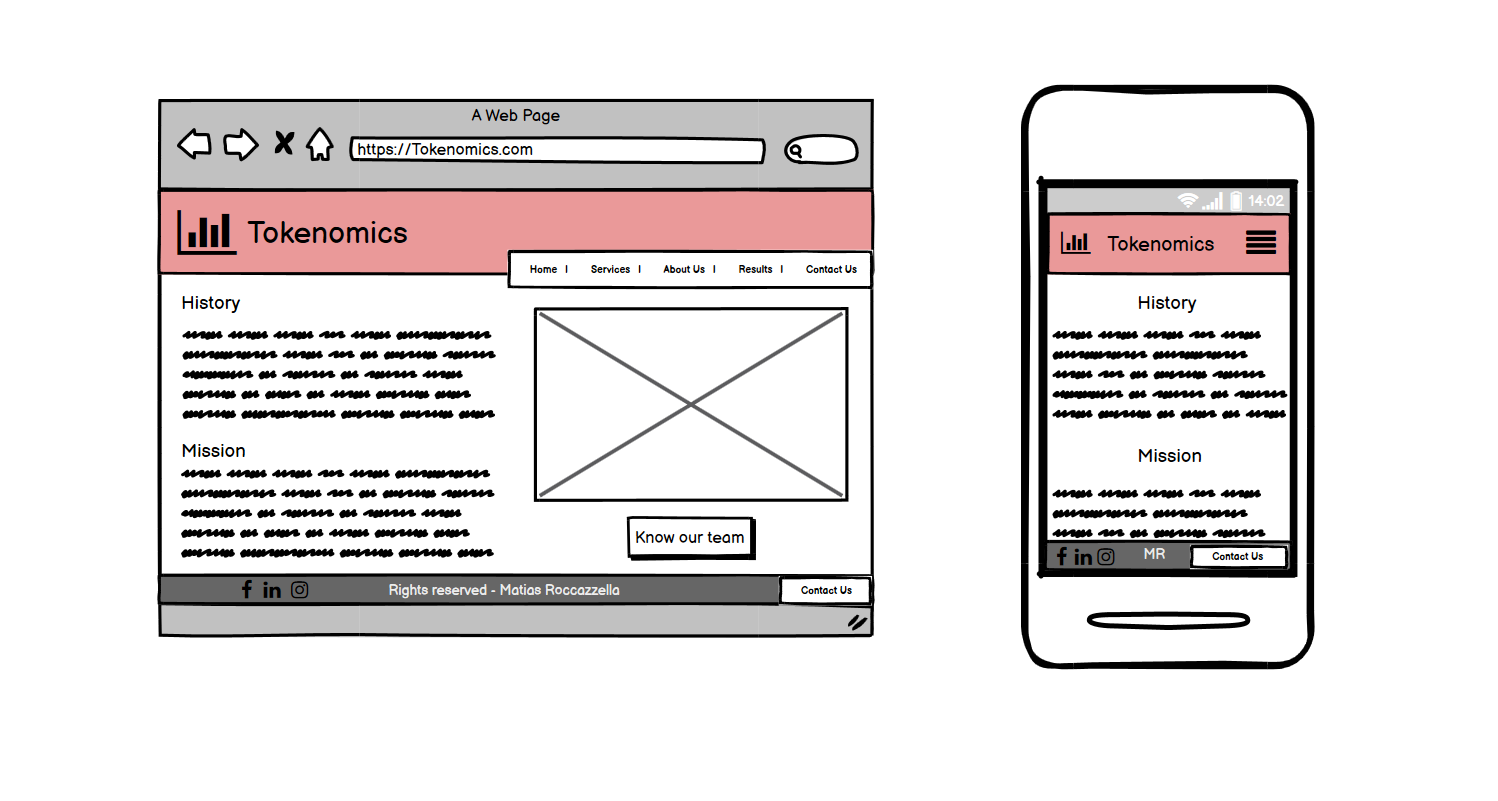 A Web Page
https://Tokenomics.com
Tokenomics
Home | Services | About Us | Results | Contact Us
History
Mission
Know our team
f in Rights reserved - Matias Roccazzella Contact Us
14:02
Tokenomics
History
Mission
f in MR Contact Us